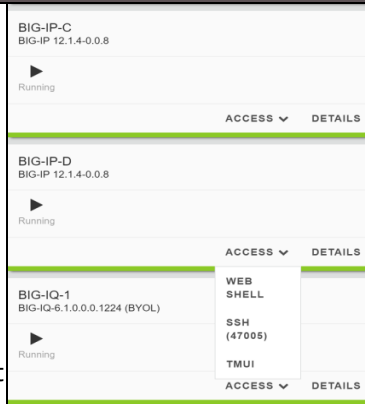 BIG-IP-C
BIG-IP 12.1.4-0.0.8
Running
ACCESS DETAILS
BIG-IP-D
BIG-IP 12.1.4-0.0.8
Running
ACCESS DETAILS
WEB
SHELL
SSH
(47005)
TMUI
BIG-IQ-1
BIG-IQ-6.1.0.0.0.1224 (BYOL)
Running
ACCESS DETAILS